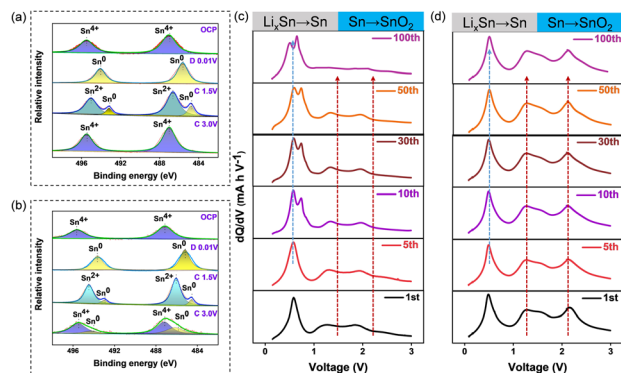 (a)
Sn4+
Sn4+
OCP
Sn0
Sn0
D 0.01V
Sn2+
Sn0
Sn2+
Sn0
C 1.5V
Sn4+
Sn4+
C 3.0V
Relative intensity
496 492 488 484
Binding energy (eV)
(b)
Sn4+
Sn4+
OCP
Sn0
Sn0
D 0.01V
Sn2+
Sn0
Sn2+
Sn0
C 1.5V
Sn4+
Sn0
Sn4+
Sn0
C 3.0V
Relative intensity
496 492 488 484
Binding energy (eV)
(c)
LixSn→Sn Sn→SnO2
100th
50th
30th
10th
5th
1st
dQ/dV (mA h V-1)
0 1 2 3
Voltage (V)
(d)
LixSn→Sn Sn→SnO2
100th
50th
30th
10th
5th
1st
0 1 2 3
Voltage (V)